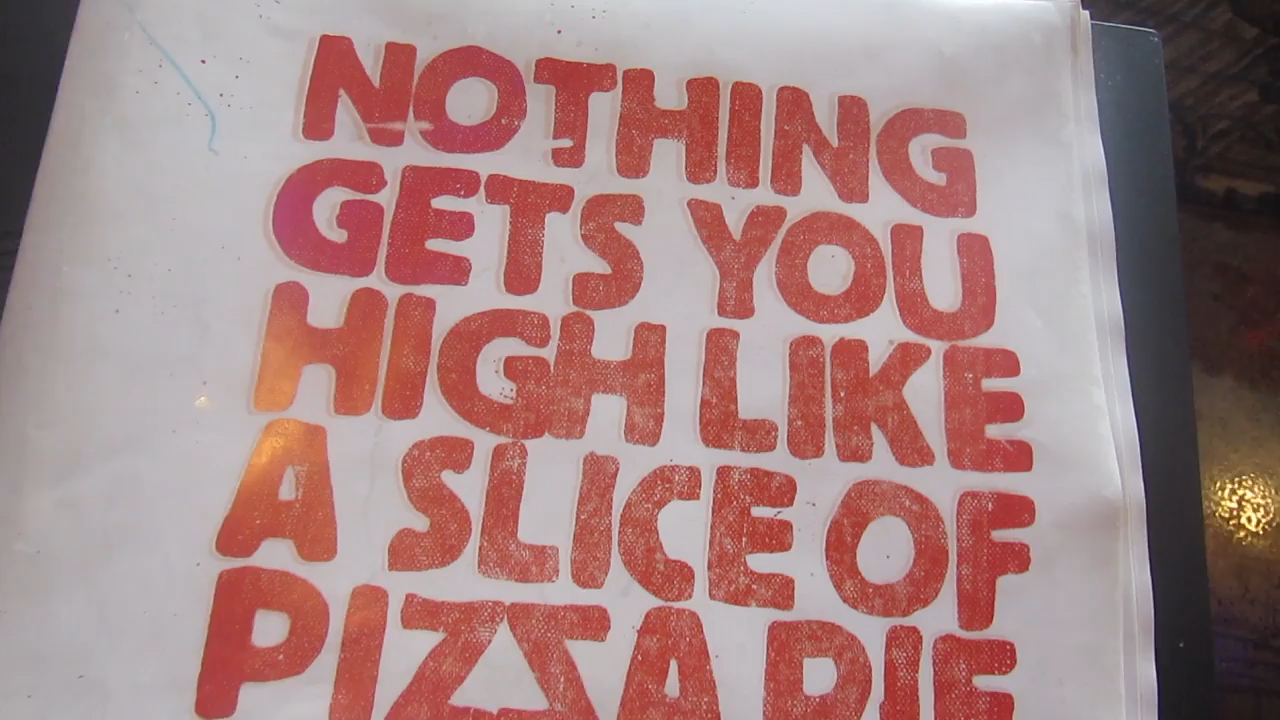 NOTHING
GETS YOU
HIGH LIKE
A SLICE OF
PIZZA PIE